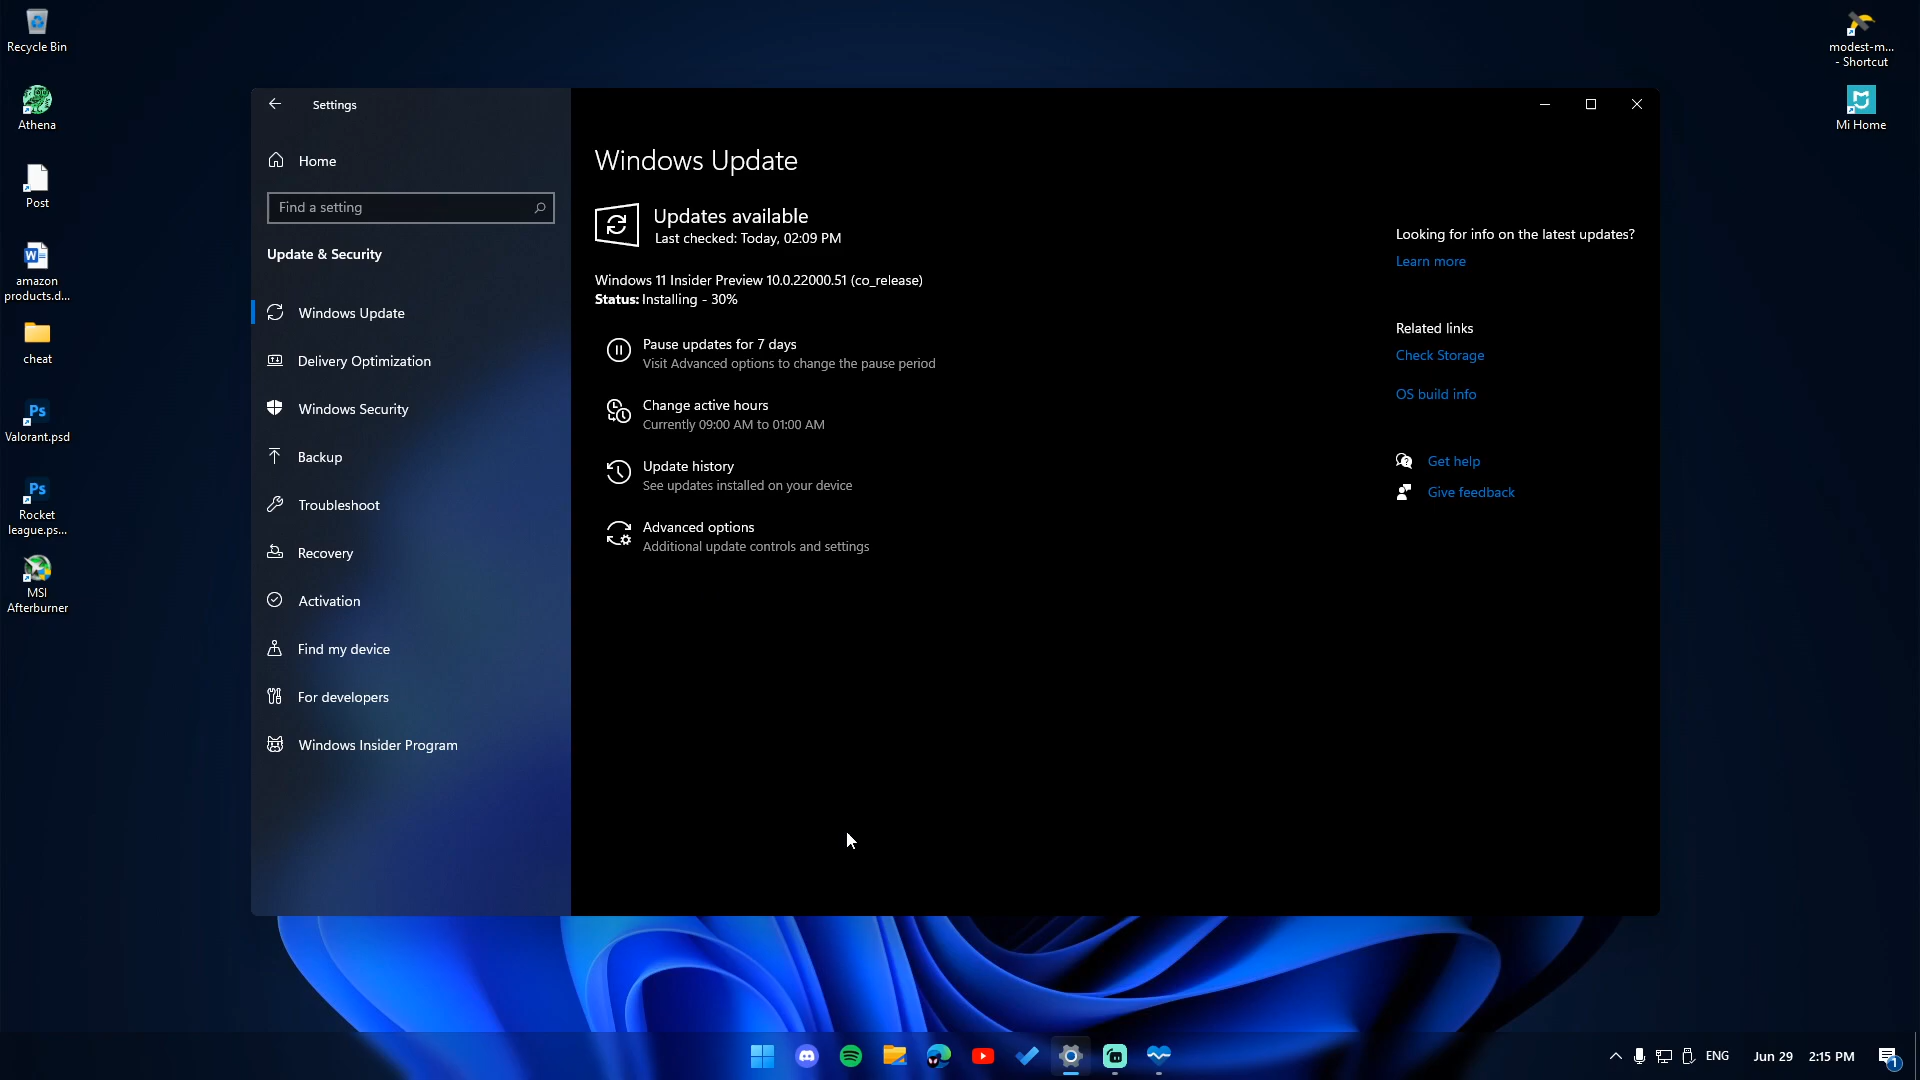 Recycle Bin
Athena
Post
amazon
products.d...
cheat
Ps
Valorant.psd
Ps
Rocket
league.ps...
MSI
Afterburner
modest-m...
- Shortcut
Mi Home
Settings
Home
Find a setting
Update & Security
Windows Update
Delivery Optimization
Windows Security
Backup
Troubleshoot
Recovery
Activation
Find my device
For developers
Windows Insider Program
Windows Update
Updates available
Last checked: Today, 02:09 PM
Windows 11 Insider Preview 10.0.22000.51 (co_release)
Status: Installing - 30%
Pause updates for 7 days
Visit Advanced options to change the pause period
Change active hours
Currently 09:00 AM to 01:00 AM
Update history
See updates installed on your device
Advanced options
Additional update controls and settings
Looking for info on the latest updates?
Learn more
Related links
Check Storage
OS build info
Get help
Give feedback
ENG
Jun 29 2:15 PM
1